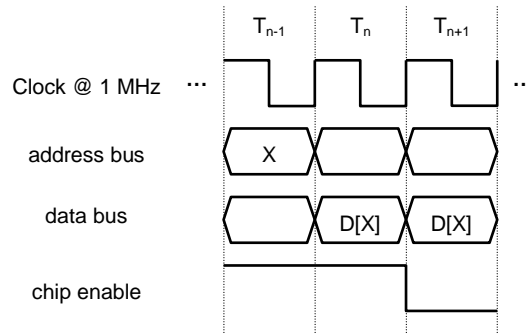 Tn-1 Tn Tn+1
Clock @ 1 MHz ... ..
address bus X
data bus D[X] D[X]
chip enable